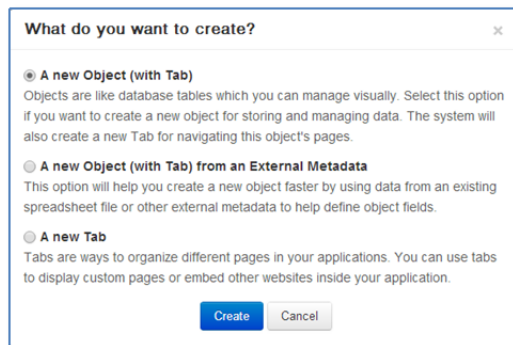 What do you want to create? ×
A new Object (with Tab)
Objects are like database tables which you can manage visually. Select this option
if you want to create a new object for storing and managing data. The system will
also create a new Tab for navigating this object's pages.
A new Object (with Tab) from an External Metadata
This option will help you create a new object faster by using data from an existing
spreadsheet file or other external metadata to help define object fields.
A new Tab
Tabs are ways to organize different pages in your applications. You can use tabs
to display custom pages or embed other websites inside your application.
Create Cancel